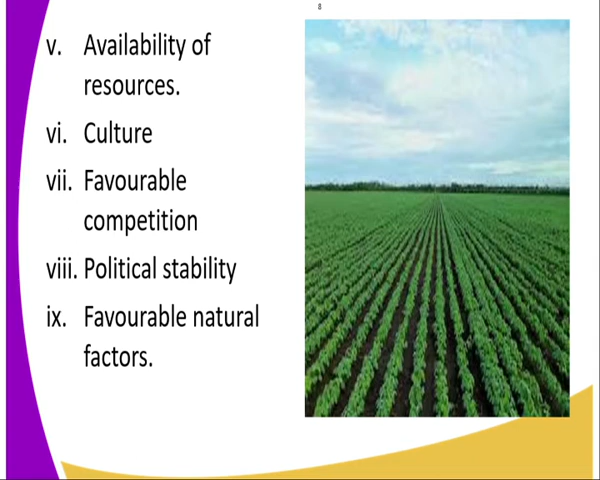 8
v. Availability of
resources.
vi. Culture
vii. Favourable
competition
viii. Political stability
ix. Favourable natural
factors.